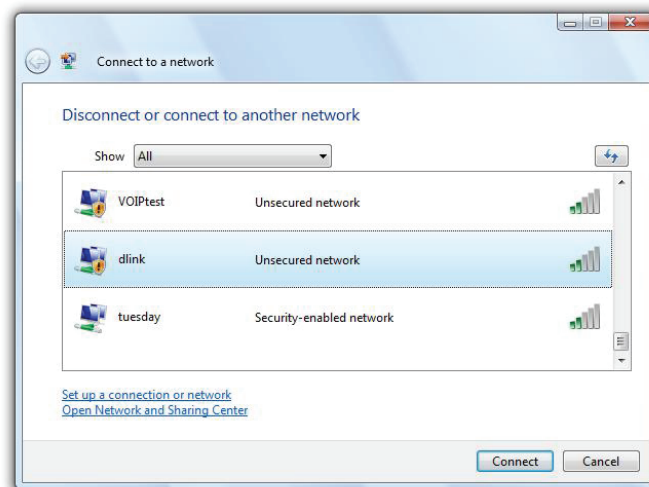 Connect to a network
Disconnect or connect to another network
Show All
VOIPtest Unsecured network
dlink Unsecured network
tuesday Security-enabled network
Set up a connection or network
Open Network and Sharing Center
Connect Cancel